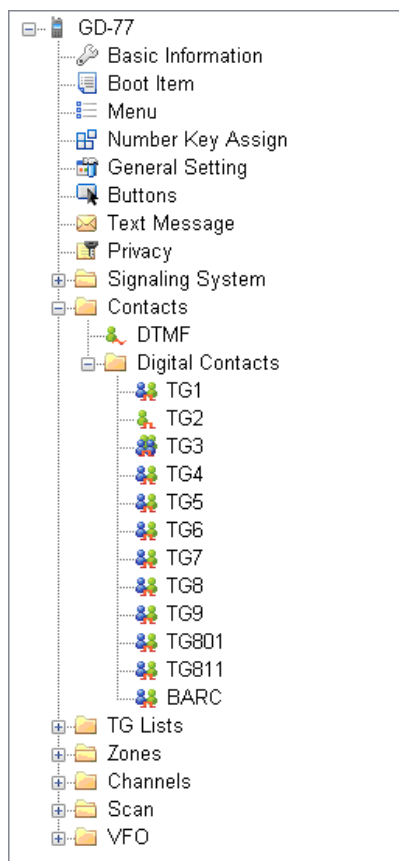 GD-77
Basic Information
Boot Item
Menu
Number Key Assign
General Setting
Buttons
Text Message
Privacy
Signaling System
Contacts
DTMF
Digital Contacts
TG1
TG2
TG3
TG4
TG5
TG6
TG7
TG8
TG9
TG801
TG811
BARC
TG Lists
Zones
Channels
Scan
VFO